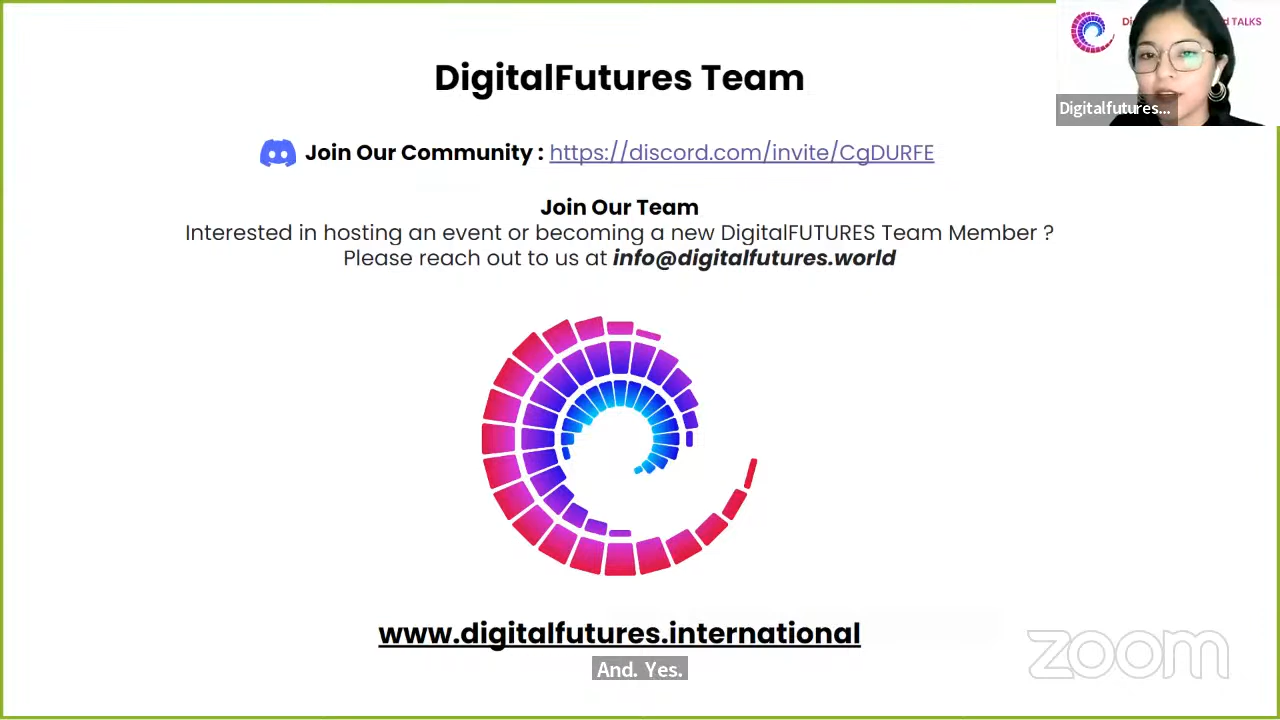 DigitalFutures Team
Join Our Community : https://discord.com/invite/CgDURFE
Join Our Team
Interested in hosting an event or becoming a new DigitalFUTURES Team Member ?
Please reach out to us at info@digitalfutures.world
www.digitalfutures.international
And. Yes.
zoom
TALKS
Digitalfutures...